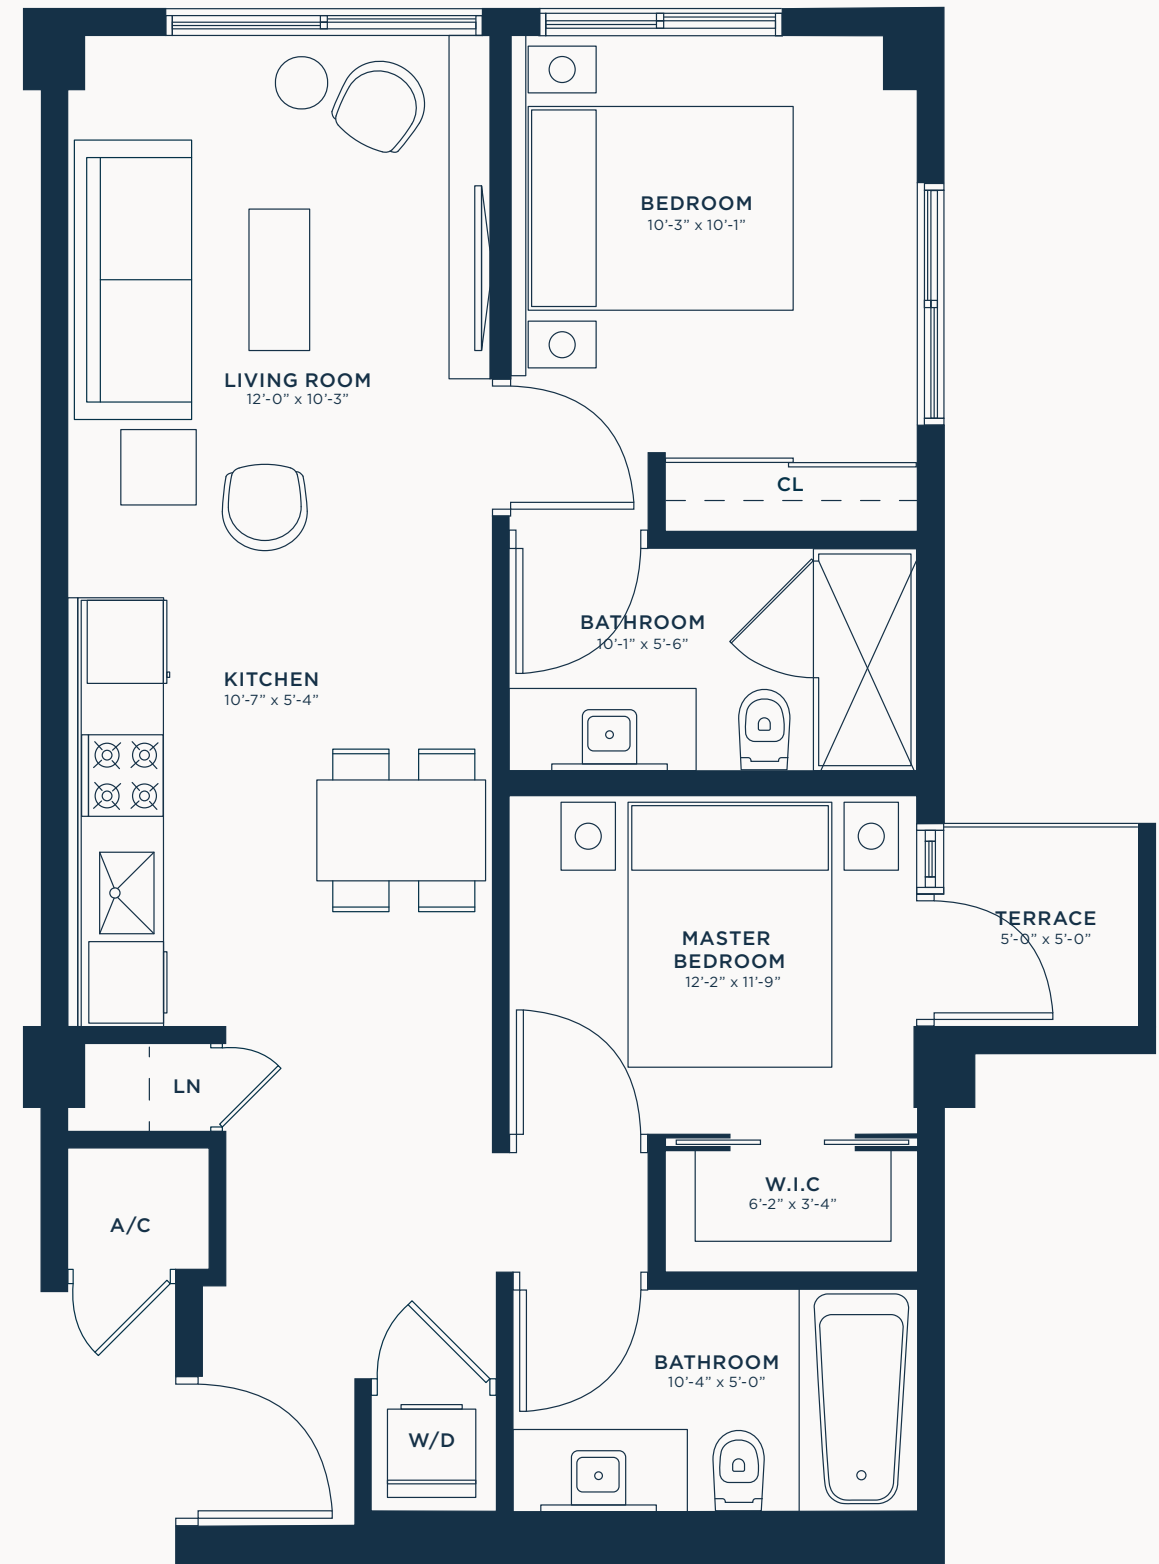 BEDROOM
10'-3" x 10'-1"
LIVING ROOM
12'-0" x 10'-3"
CL
BATHROOM
10'-1" x 5'-6"
KITCHEN
10'-7" x 5'-4"
TERRACE
5'-0" x 5'-0"
MASTER
BEDROOM
12'-2" x 11'-9"
LN
W.I.C
6'-2" x 3'-4"
A/C
BATHROOM
10'-4" x 5'-0"
W/D